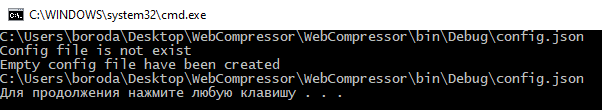 C:\WINDOWS\system32\cmd.exe
C:\Users\boroda\Desktop\WebCompressor\WebCompressor\bin\Debug\config.json
Config file is not exist
Empty config file have been created
C:\Users\boroda\Desktop\WebCompressor\WebCompressor\bin\Debug\config.json
Для продолжения нажмите любую клавишу . . .